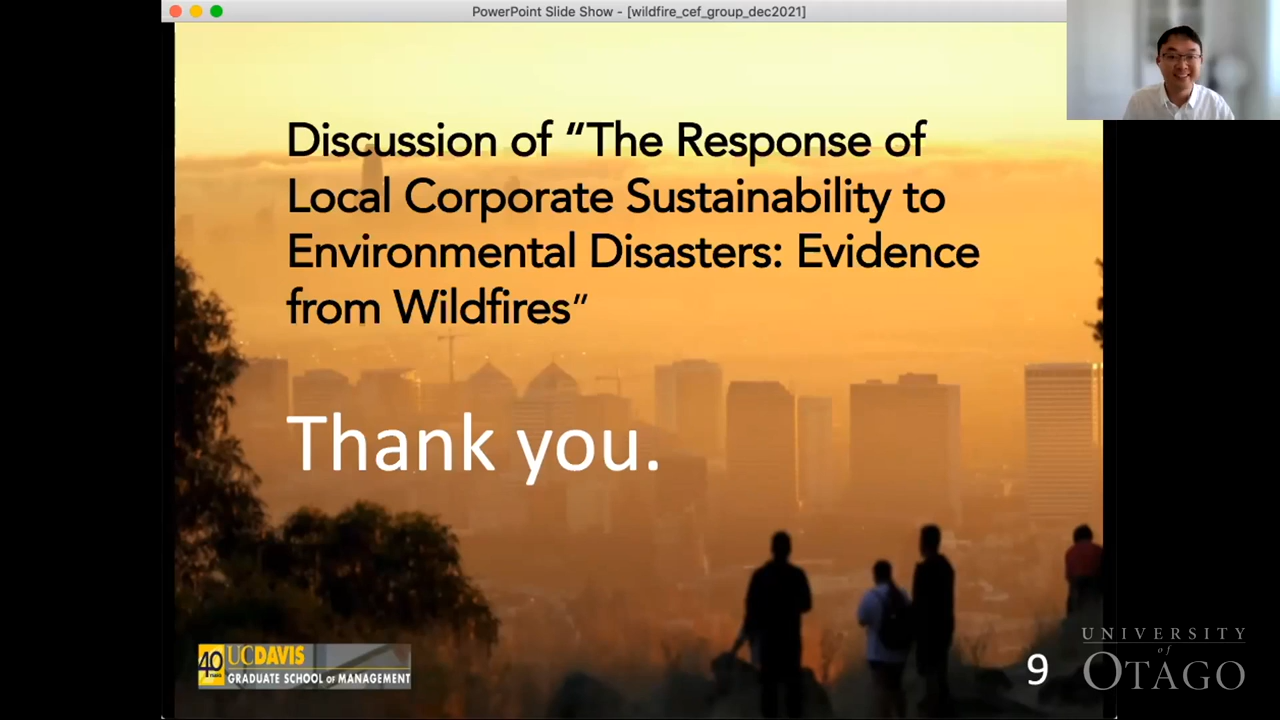 PowerPoint Slide Show - [wildfire_cef_group_dec2021]
Discussion of “The Response of
Local Corporate Sustainability to
Environmental Disasters: Evidence
from Wildfires”
Thank you.
40
YEARS
UCDAVIS
GRADUATE SCHOOL of MANAGEMENT
9
UNIVERSITY
of
OTAGO